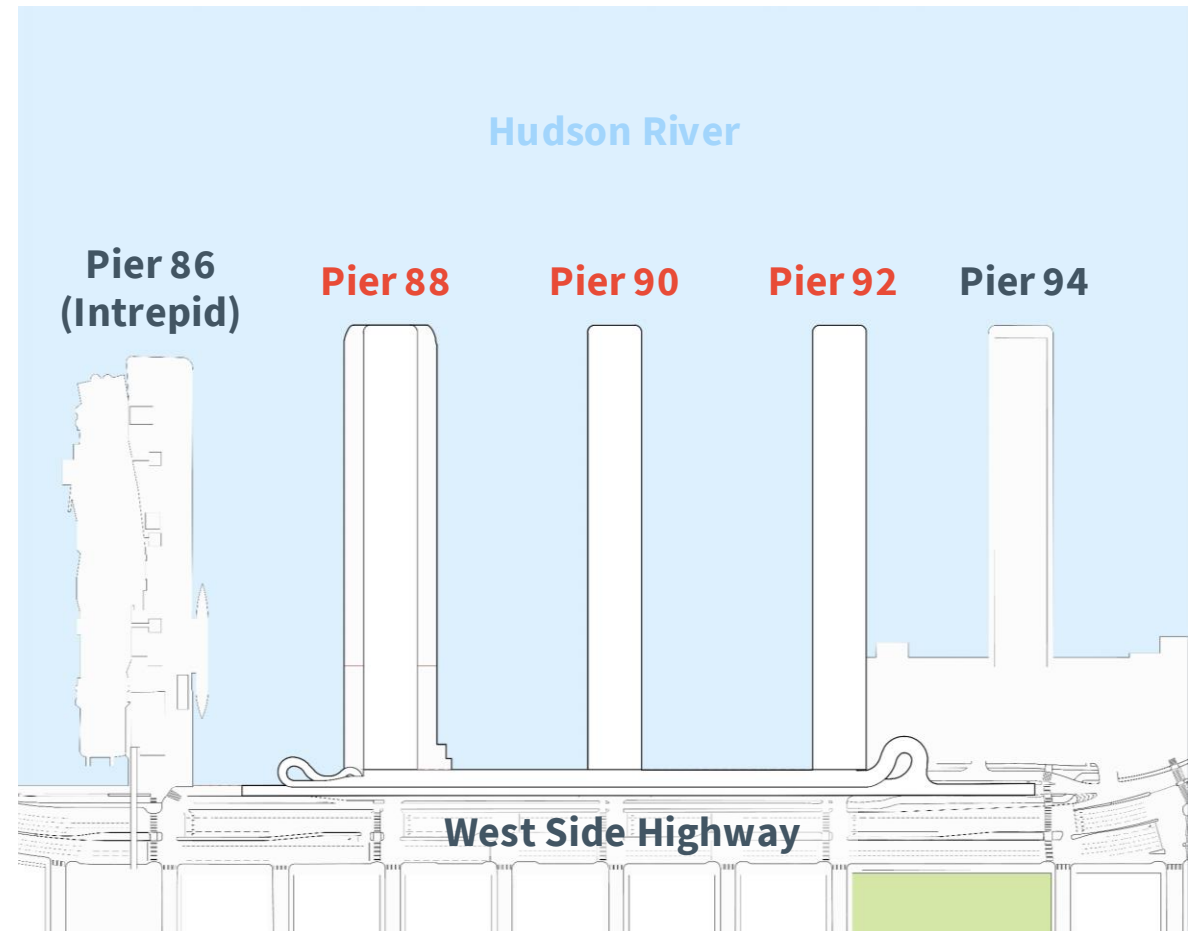 Hudson River
Pier 86
(Intrepid)
Pier 88
Pier 90
Pier 92
Pier 94
West Side Highway